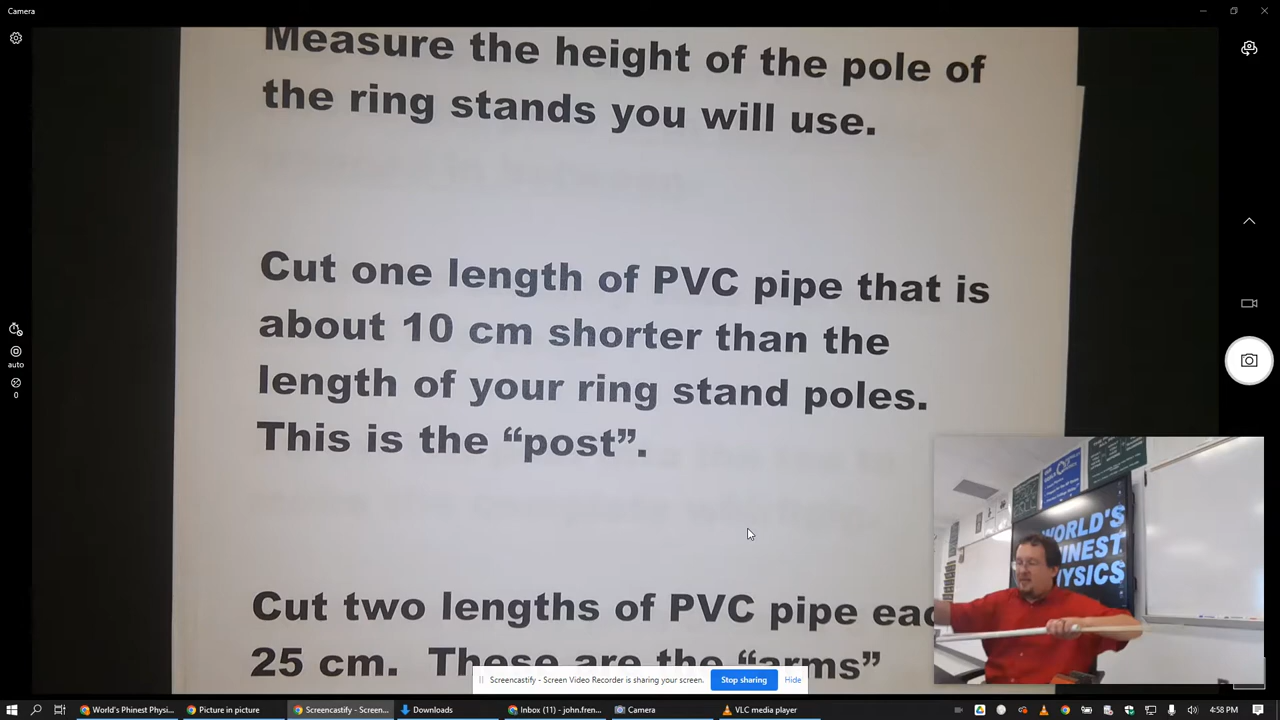 Camera
Measure the height of the pole of
the ring stands you will use.
Cut one length of PVC pipe that is
about 10 cm shorter than the
length of your ring stand poles.
This is the “post”.
Cut two lengths of PVC pipe eac
25 cm. These are the “arms”
auto
0
WORLD'S
PHYSICS
Screencastify - Screen Video Recorder is sharing your screen.
Stop sharing
Hide
World's Phinest Physi...
Picture in picture
Screencastify - Screen...
Downloads
Inbox (11) - john.fren...
Camera
VLC media player
4:58 PM